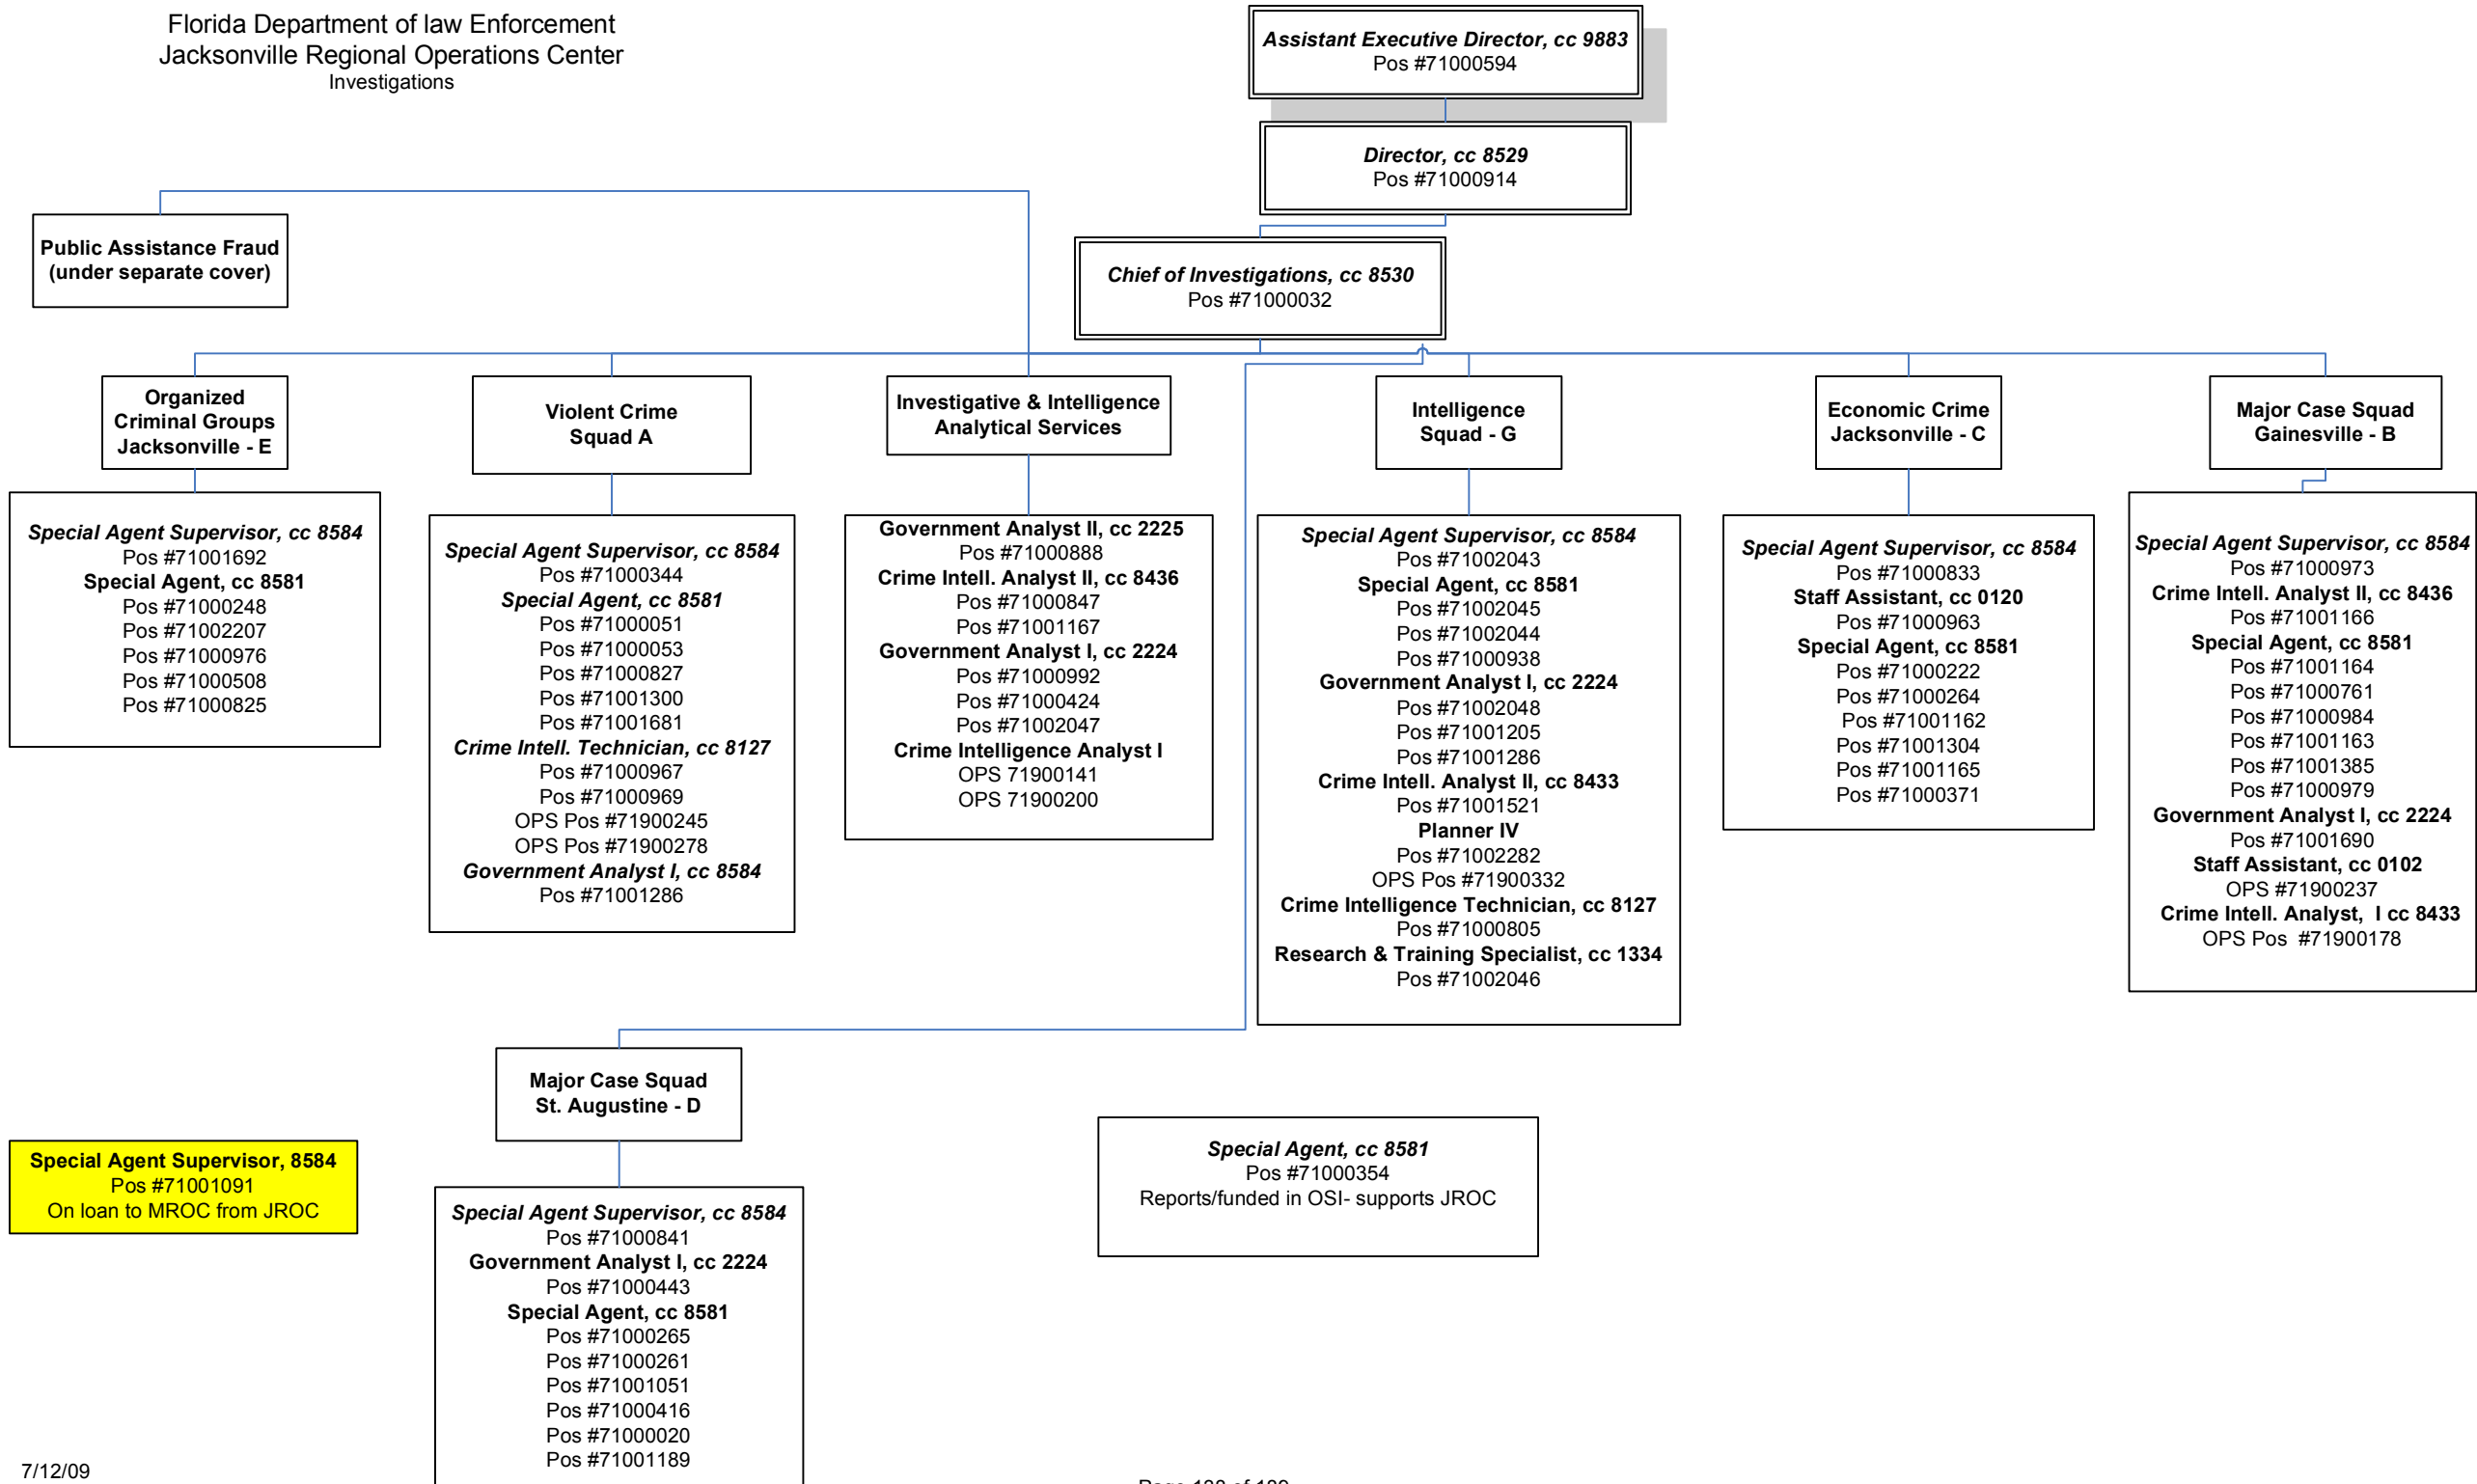 Florida Department of law Enforcement
Jacksonville Regional Operations Center
Investigations
Assistant Executive Director, cc 9883
Pos #71000594
Director, cc 8529
Pos #71000914
Public Assistance Fraud
(under separate cover)
Chief of Investigations, cc 8530
Pos #71000032
Organized
Criminal Groups
Jacksonville - E
Special Agent Supervisor, cc 8584
Pos #71001692
Special Agent, cc 8581
Pos #71000248
Pos #71002207
Pos #71000976
Pos #71000508
Pos #71000825
Violent Crime
Squad A
Special Agent Supervisor, cc 8584
Pos #71000344
Special Agent, cc 8581
Pos #71000051
Pos #71000053
Pos #71000827
Pos #71001300
Pos #71001681
Crime Intell. Technician, cc 8127
Pos #71000967
Pos #71000969
OPS Pos #71900245
OPS Pos #71900278
Government Analyst I, cc 8584
Pos #71001286
Investigative & Intelligence
Analytical Services
Government Analyst II, cc 2225
Pos #71000888
Crime Intell. Analyst II, cc 8436
Pos #71000847
Pos #71001167
Government Analyst I, cc 2224
Pos #71000992
Pos #71000424
Pos #71002047
Crime Intelligence Analyst I
OPS 71900141
OPS 71900200
Intelligence
Squad - G
Special Agent Supervisor, cc 8584
Pos #71002043
Special Agent, cc 8581
Pos #71002045
Pos #71002044
Pos #71000938
Government Analyst I, cc 2224
Pos #71002048
Pos #71001205
Pos #71001286
Crime Intell. Analyst II, cc 8433
Pos #71001521
Planner IV
Pos #71002282
OPS Pos #71900332
Crime Intelligence Technician, cc 8127
Pos #71000805
Research & Training Specialist, cc 1334
Pos #71002046
Economic Crime
Jacksonville - C
Special Agent Supervisor, cc 8584
Pos #71000833
Staff Assistant, cc 0120
Pos #71000963
Special Agent, cc 8581
Pos #71000222
Pos #71000264
Pos #71001162
Pos #71001304
Pos #71001165
Pos #71000371
Major Case Squad
Gainesville - B
Special Agent Supervisor, cc 8584
Pos #71000973
Crime Intell. Analyst II, cc 8436
Pos #71001166
Special Agent, cc 8581
Pos #71001164
Pos #71000761
Pos #71000984
Pos #71001163
Pos #71001385
Pos #71000979
Government Analyst I, cc 2224
Pos #71001690
Staff Assistant, cc 0102
OPS #71900237
Crime Intell. Analyst, I cc 8433
OPS Pos #71900178
Major Case Squad
St. Augustine - D
Special Agent Supervisor, cc 8584
Pos #71000841
Government Analyst I, cc 2224
Pos #71000443
Special Agent, cc 8581
Pos #71000265
Pos #71000261
Pos #71001051
Pos #71000416
Pos #71000020
Pos #71001189
Special Agent Supervisor, 8584
Pos #71001091
On loan to MROC from JROC
Special Agent, cc 8581
Pos #71000354
Reports/funded in OSI- supports JROC
7/12/09